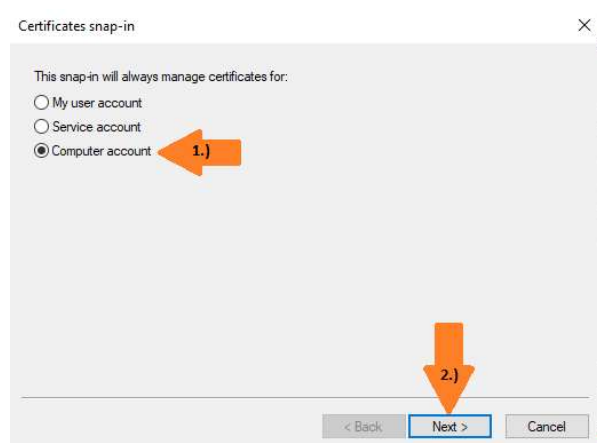 Certificates snap-in
This snap-in will always manage certificates for:
My user account
Service account
Computer account
1.)
2.)
< Back
Next >
Cancel